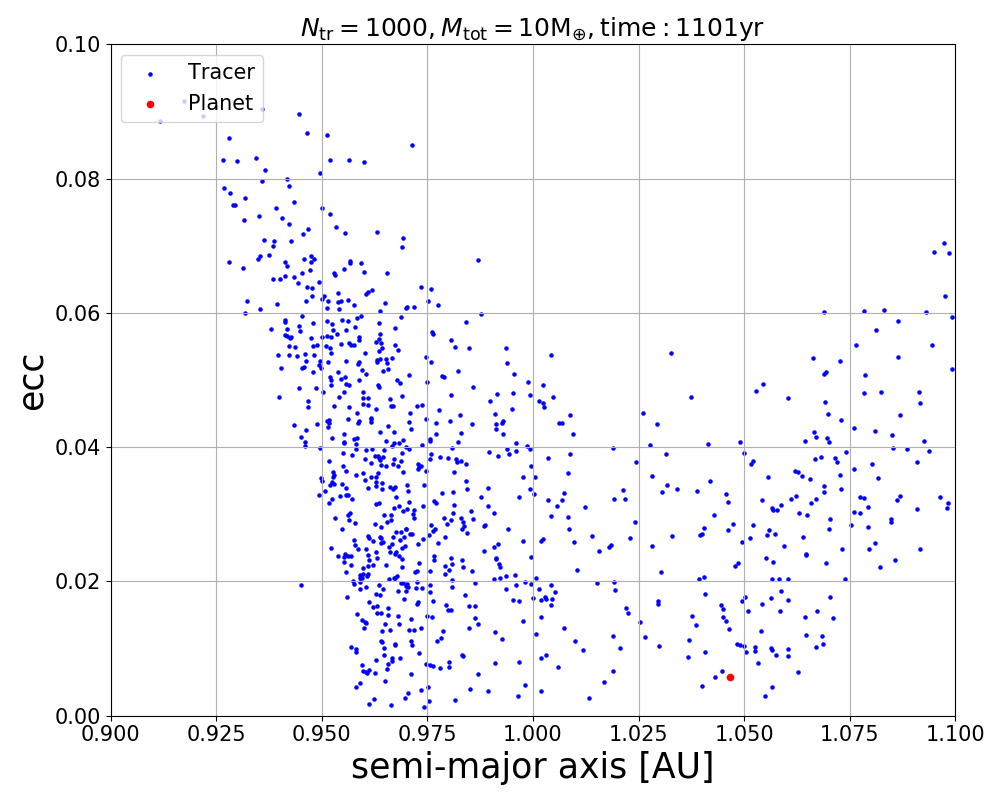 N_tr = 1000, M_tot = 10M_⊕, time : 1101yr
0.10
0.08
0.06
0.04
0.02
0.00
ecc
Tracer
Planet
0.900 0.925 0.950 0.975 1.000 1.025 1.050 1.075 1.100
semi-major axis [AU]